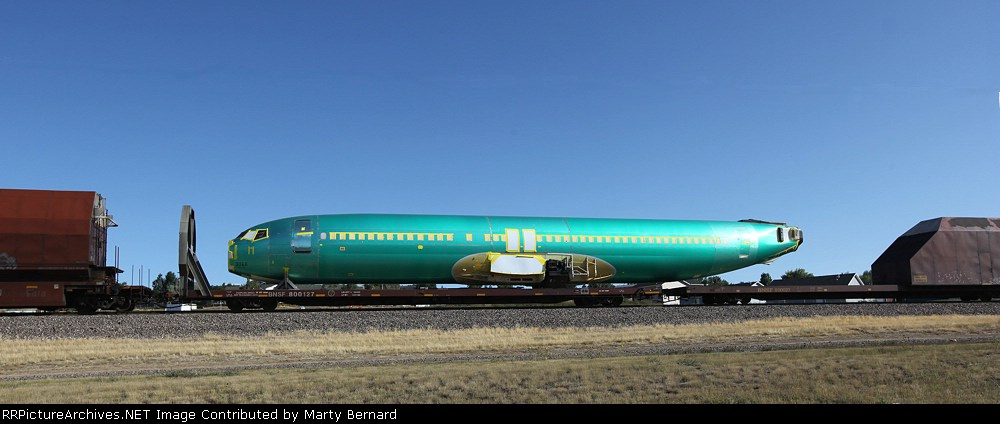 BNSF 800127
RRPictureArchives.NET Image Contributed by Marty Bernard